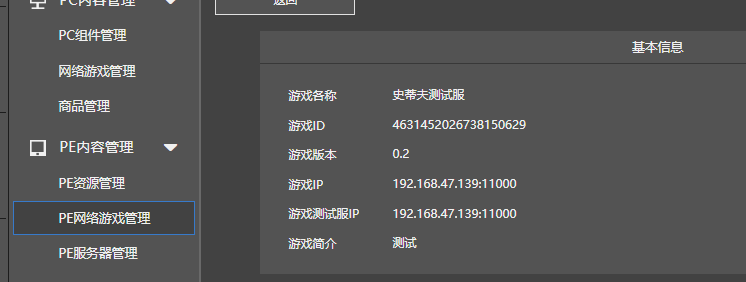 PC内容管理
PC组件管理
网络游戏管理
商品管理
PE内容管理
PE资源管理
PE网络游戏管理
PE服务器管理
返回
基本信息
游戏名称 史蒂夫测试服
游戏ID 4631452026738150629
游戏版本 0.2
游戏IP 192.168.47.139:11000
游戏测试服IP 192.168.47.139:11000
游戏简介 测试